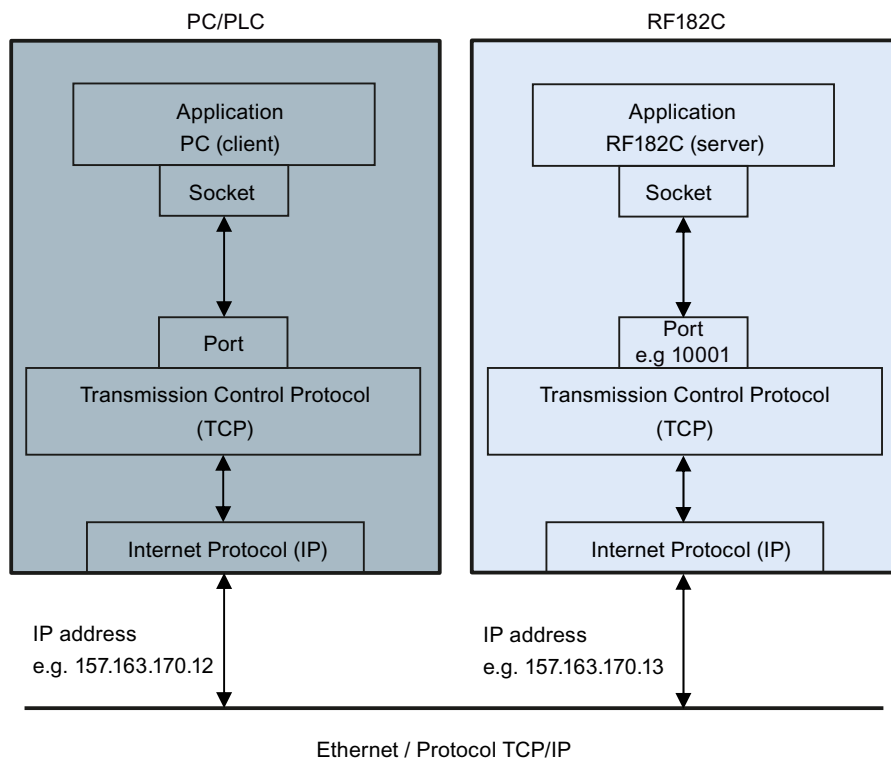 PC/PLC
Application
PC (client)
Socket
Port
Transmission Control Protocol
(TCP)
Internet Protocol (IP)
IP address
e.g. 157.163.170.12
RF182C
Application
RF182C (server)
Socket
Port
e.g 10001
Transmission Control Protocol
(TCP)
Internet Protocol (IP)
IP address
e.g. 157.163.170.13
Ethernet / Protocol TCP/IP